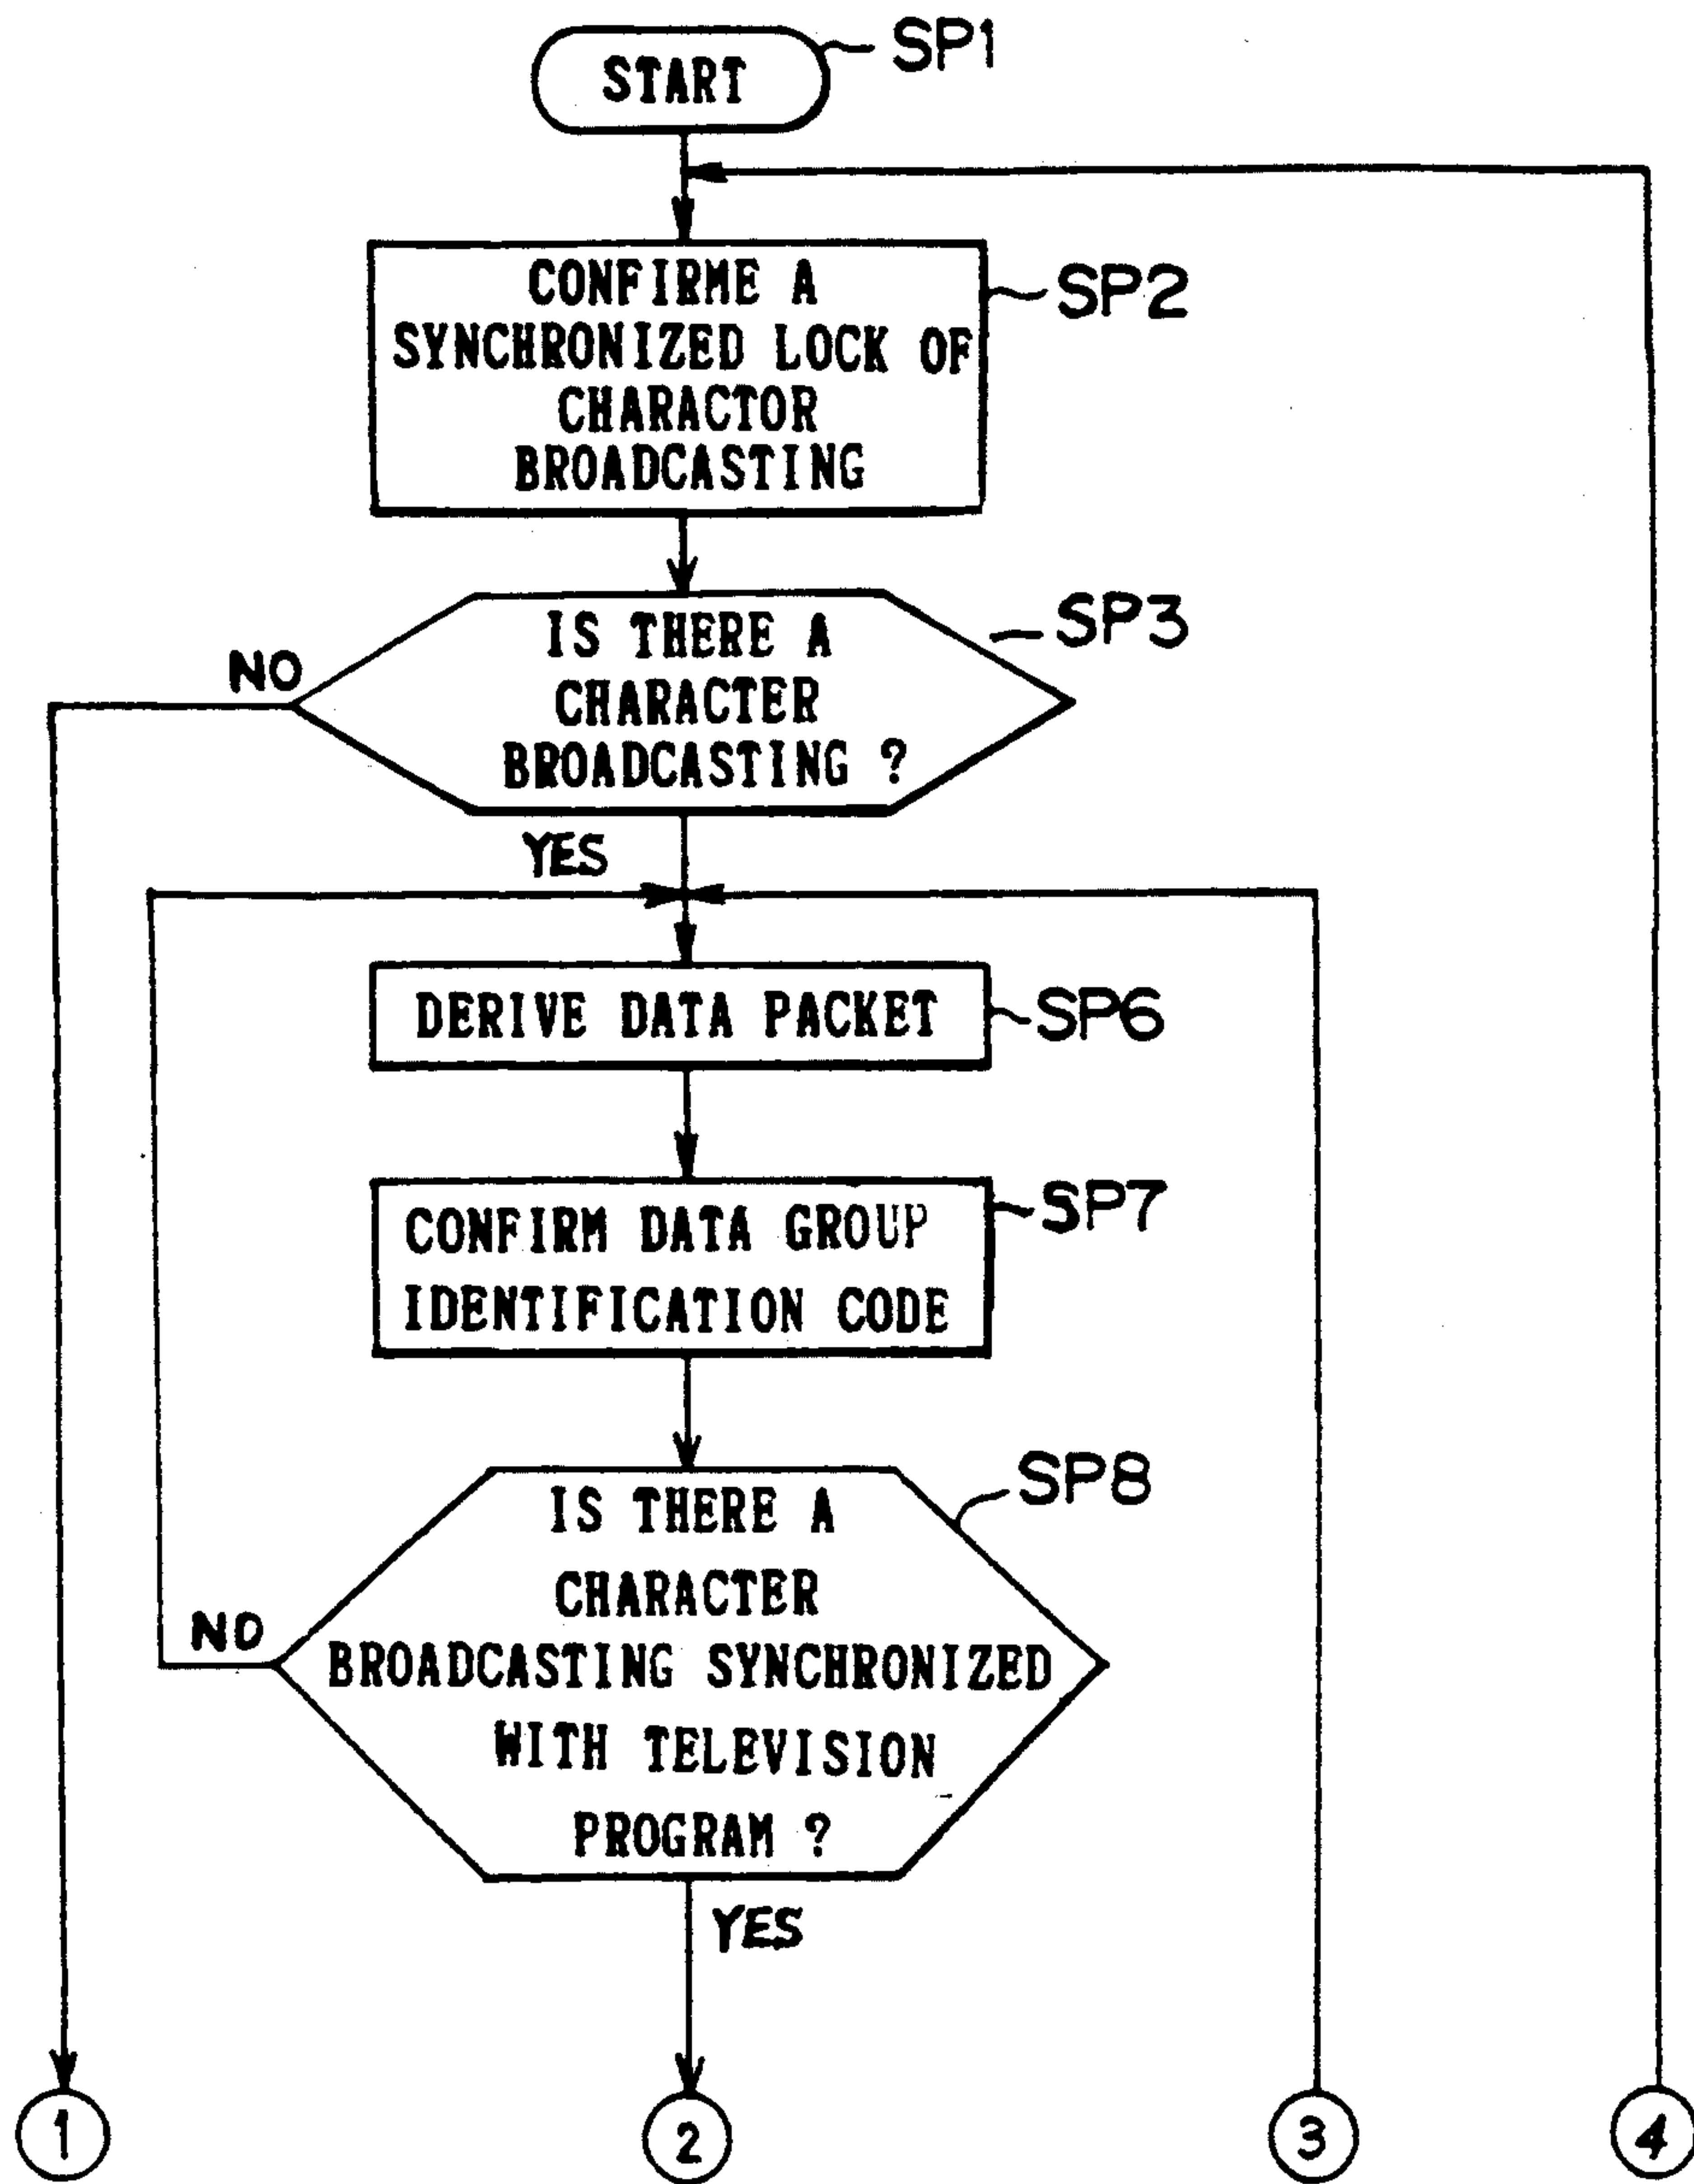 START
SP1
CONFIRME A
SYNCHRONIZED LOCK OF
CHARACTOR
BROADCASTING
SP2
IS THERE A
CHARACTER
BROADCASTING ?
SP3
NO
YES
DERIVE DATA PACKET
SP6
CONFIRM DATA GROUP
IDENTIFICATION CODE
SP7
IS THERE A
CHARACTER
BROADCASTING SYNCHRONIZED
WITH TELEVISION
PROGRAM ?
SP8
NO
YES
1
2
3
4